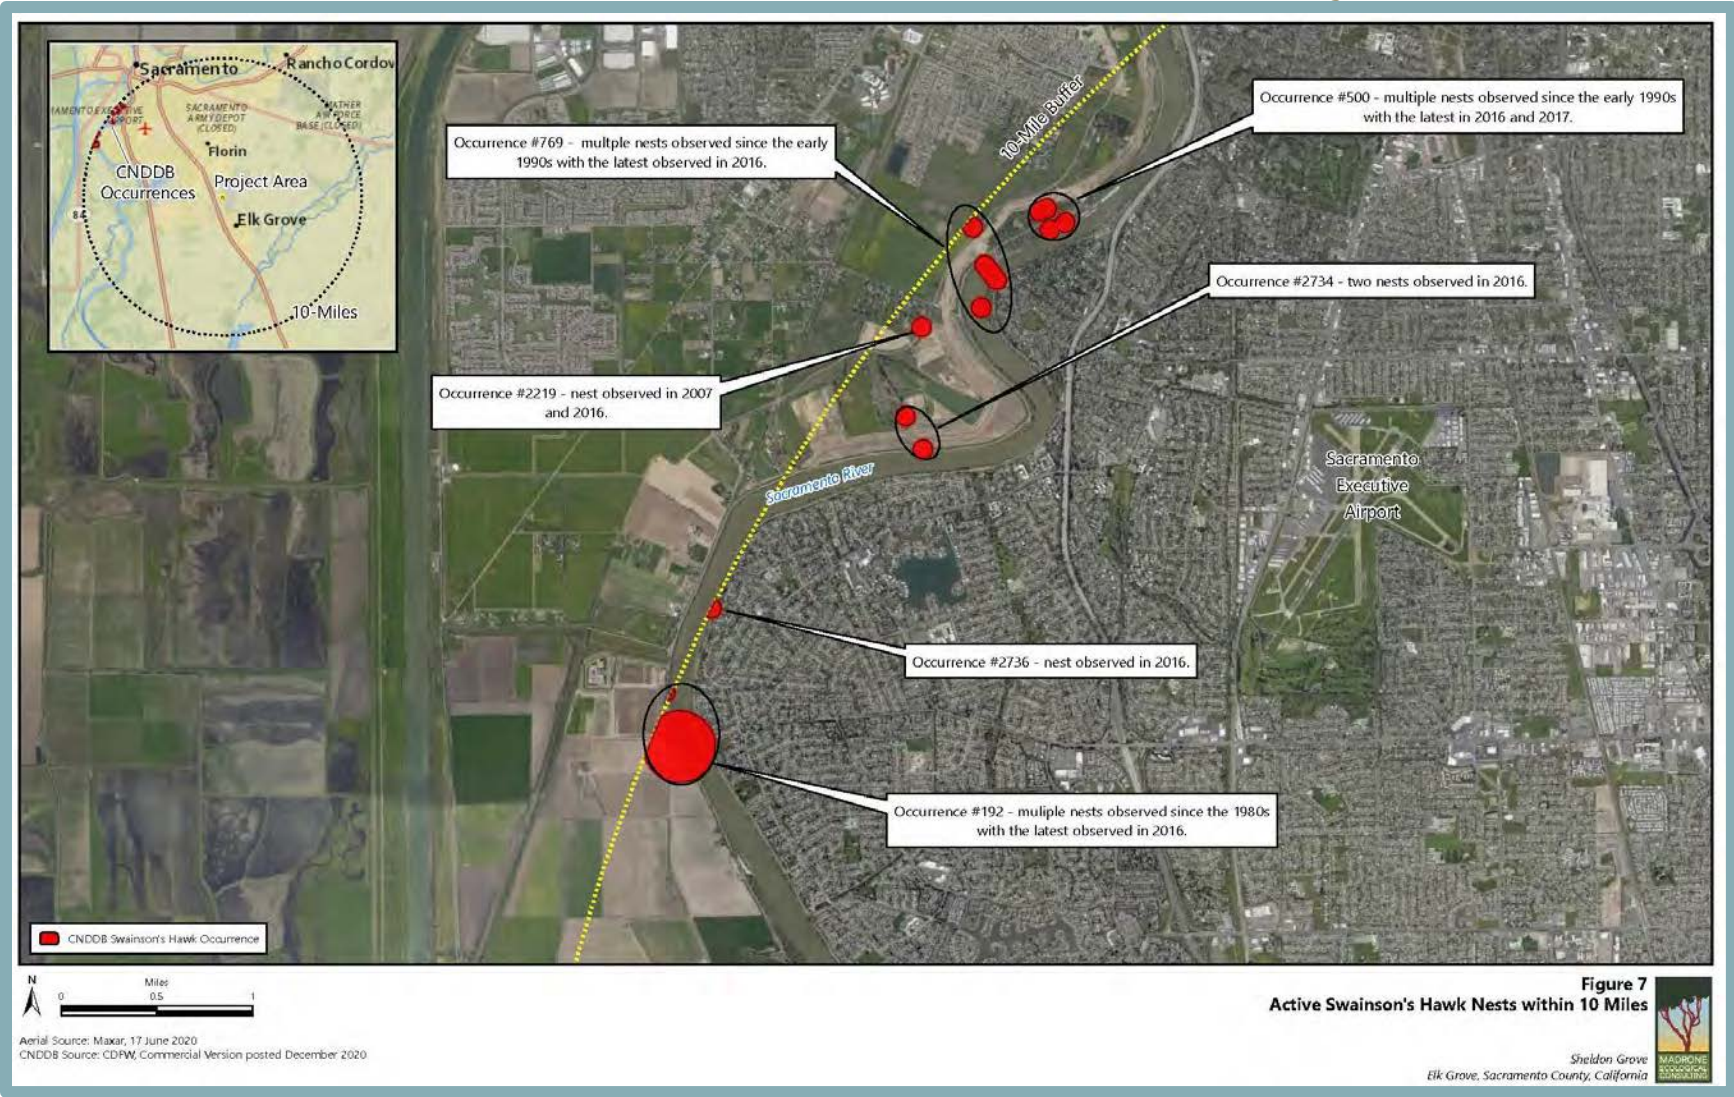 Sacramento
Rancho Cordov
AMENTO EXECUTIVE
AIRPORT
SACRAMENTO
ARMY DEPOT
(CLOSED)
MATHER
AIR FORCE
BASE (CLOSED)
Florin
CNDDB
Occurrences
Project Area
84
Elk Grove
10-Miles
10-Mile Buffer
Occurrence #500 - multiple nests observed since the early 1990s
with the latest in 2016 and 2017.
Occurrence #769 - multple nests observed since the early
1990s with the latest observed in 2016.
Occurrence #2734 - two nests observed in 2016.
Occurrence #2219 - nest observed in 2007
and 2016.
Sacramento River
Sacramento
Executive
Airport
Occurrence #2736 - nest observed in 2016.
Occurrence #192 - muliple nests observed since the 1980s
with the latest observed in 2016.
CNDDB Swainson's Hawk Occurrence
N
Miles
0 0.5 1
Aerial Source: Maxar, 17 June 2020
CNDDB Source: CDFW, Commercial Version posted December 2020
Figure 7
Active Swainson's Hawk Nests within 10 Miles
Sheldon Grove
Elk Grove, Sacramento County, California
MADRONE
ECOLOGICAL
CONSULTING